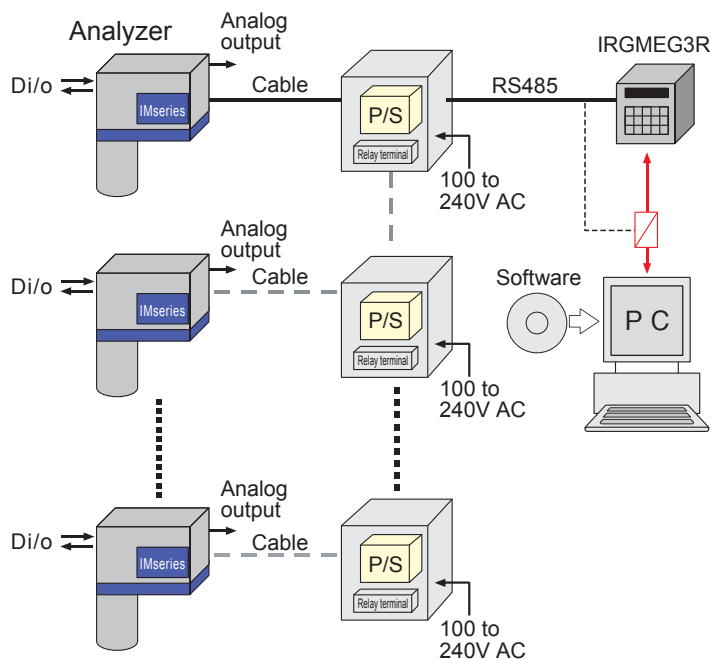 Analyzer
Analog
output
IRGMEG3R
Di/o
Cable
RS485
IMseries
P/S
Relay terminal
100 to
240V AC
Analog
output
Di/o
Cable
Software
IMseries
P/S
P C
Relay terminal
100 to
240V AC
Analog
output
Di/o
Cable
IMseries
P/S
Relay terminal
100 to
240V AC